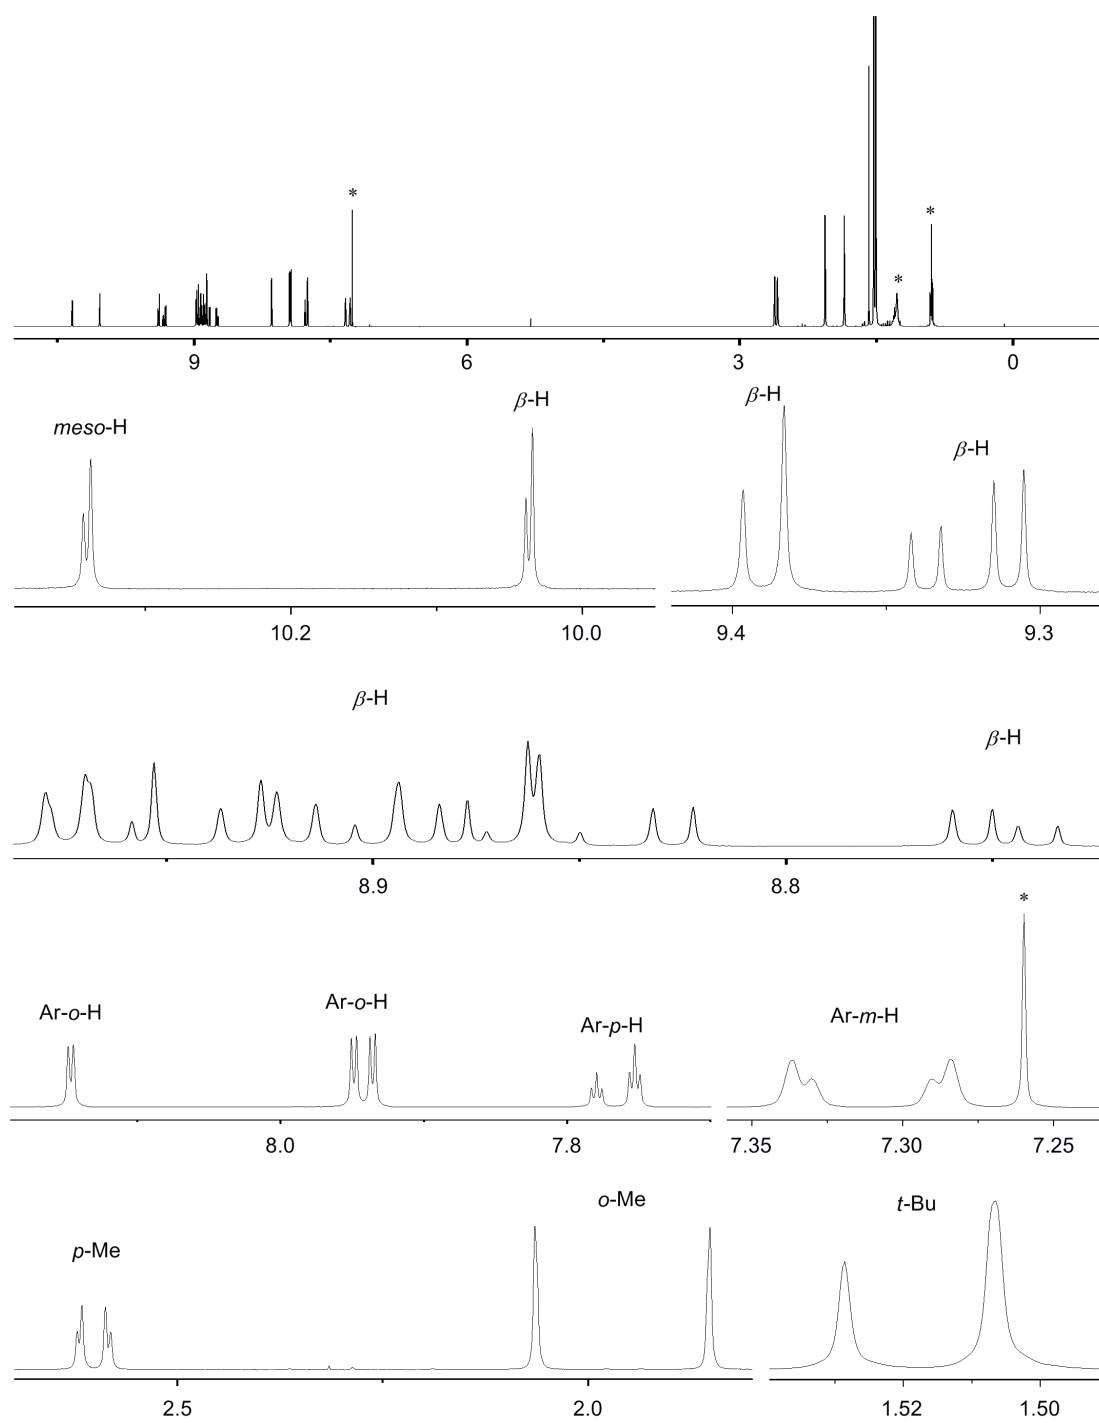 *
*
*
9
6
3
0
meso-H
β-H
β-H
β-H
10.2
10.0
9.4
9.3
β-H
β-H
8.9
8.8
*
Ar-o-H
Ar-o-H
Ar-p-H
Ar-m-H
8.0
7.8
7.35
7.30
7.25
p-Me
o-Me
t-Bu
2.5
2.0
1.52
1.50